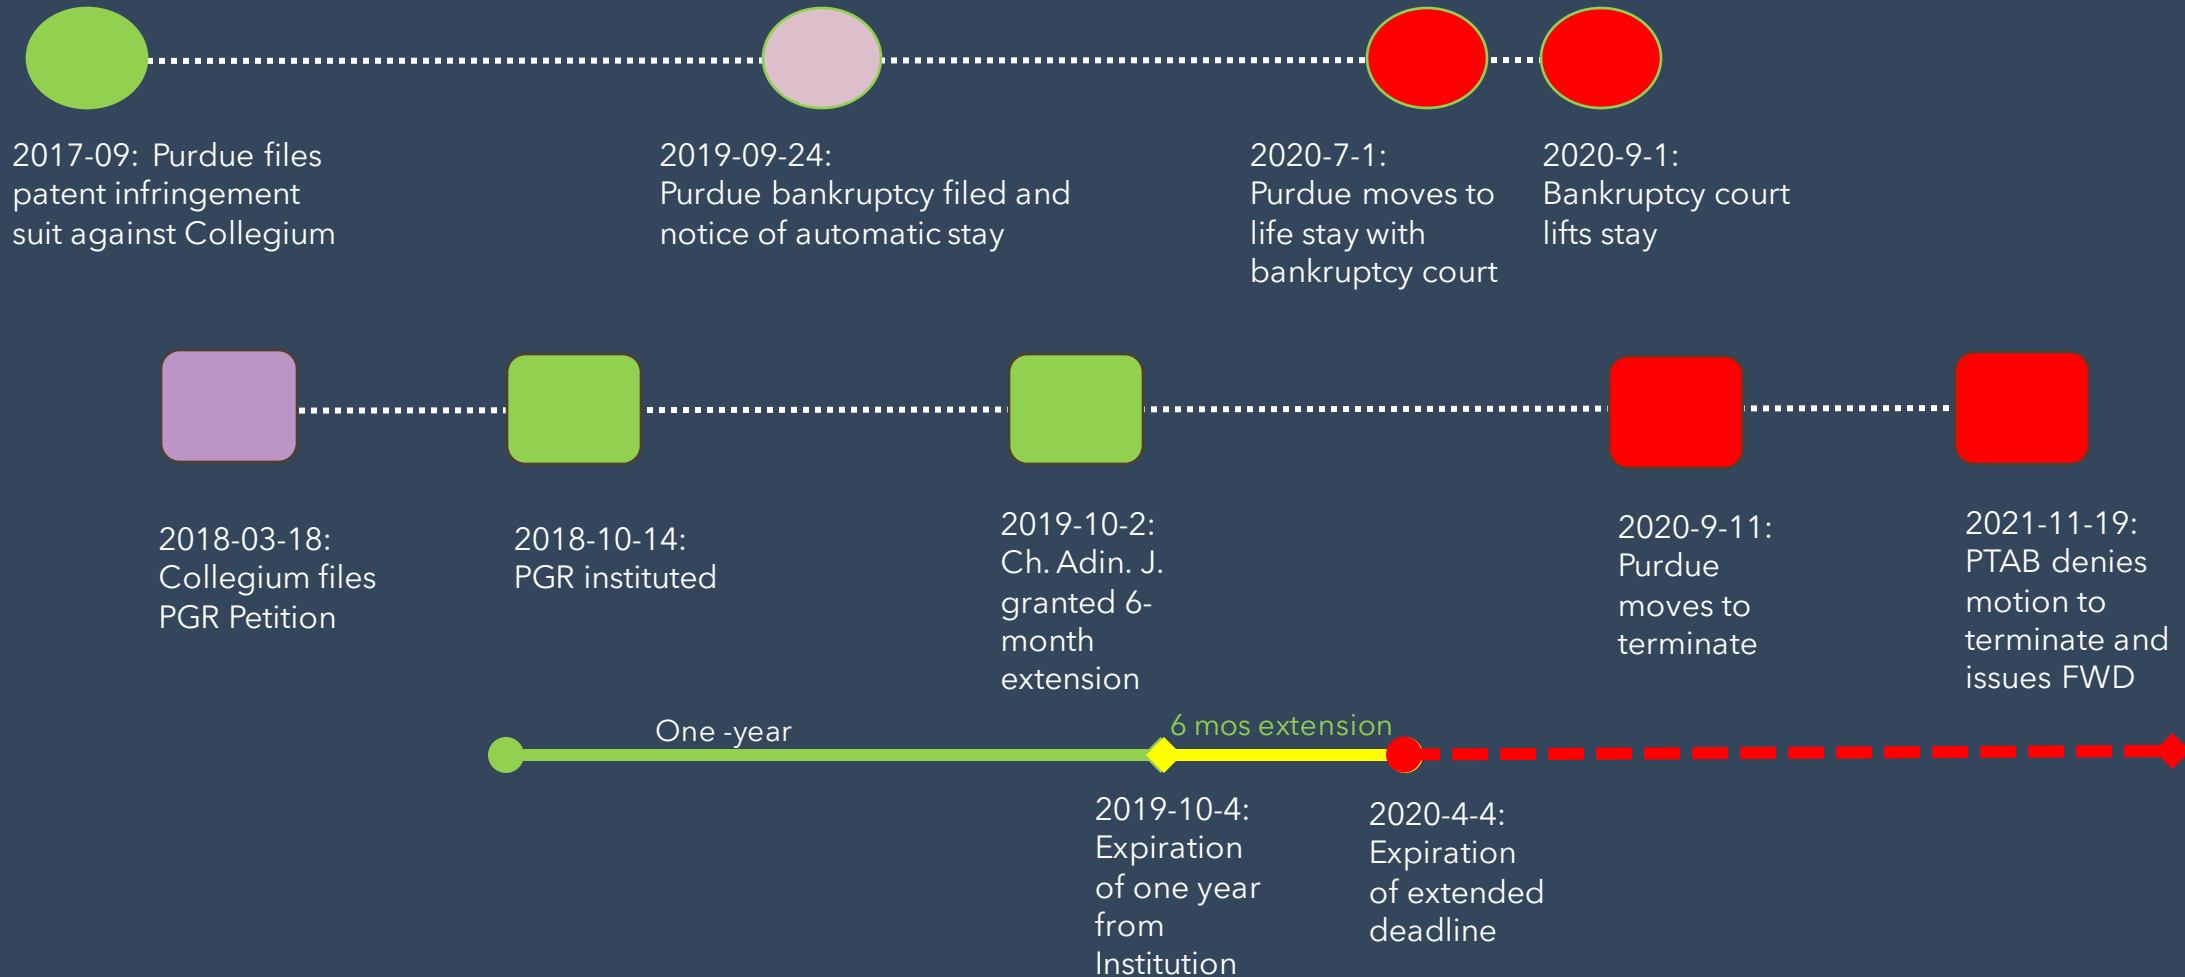 2017-09: Purdue files
patent infringement
suit against Collegium
2019-09-24:
Purdue bankruptcy filed and
notice of automatic stay
2020-7-1:
Purdue moves to
life stay with
bankruptcy court
2020-9-1:
Bankruptcy court
lifts stay
2018-03-18:
Collegium files
PGR Petition
2018-10-14:
PGR instituted
2019-10-2:
Ch. Adin. J.
granted 6-
month
extension
2020-9-11:
Purdue
moves to
terminate
2021-11-19:
PTAB denies
motion to
terminate and
issues FWD
One -year
6 mos extension
2019-10-4:
Expiration
of one year
from
Institution
2020-4-4:
Expiration
of extended
deadline